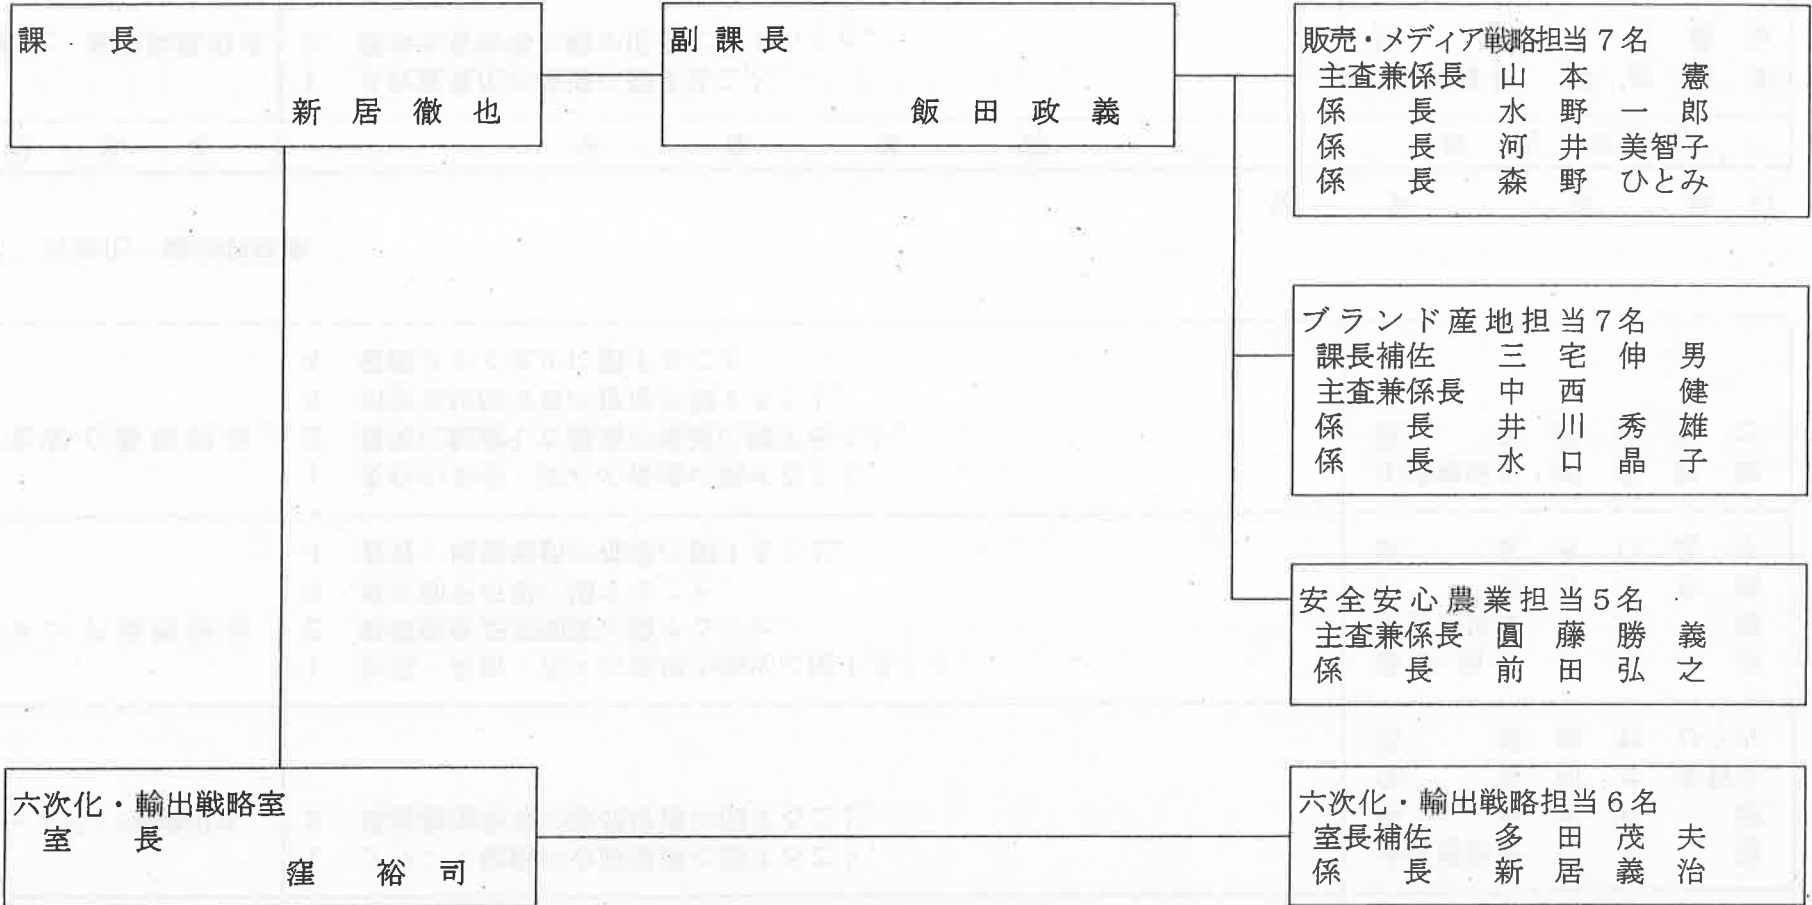 課長
新居徹也
副課長
飯田政義
販売・メディア戦略担当7名
主査兼係長 山本憲
係長 水野一郎
係長 河井美智子
係長 森野ひとみ
ブランド産地担当7名
課長補佐 三宅伸男
主査兼係長 中西健
係長 井川秀雄
係長 水口晶子
安全安心農業担当5名
主査兼係長 圓藤勝義
係長 前田弘之
六次化・輸出戦略室
室長
窪裕司
六次化・輸出戦略担当6名
室長補佐 多田茂夫
係長 新居義治